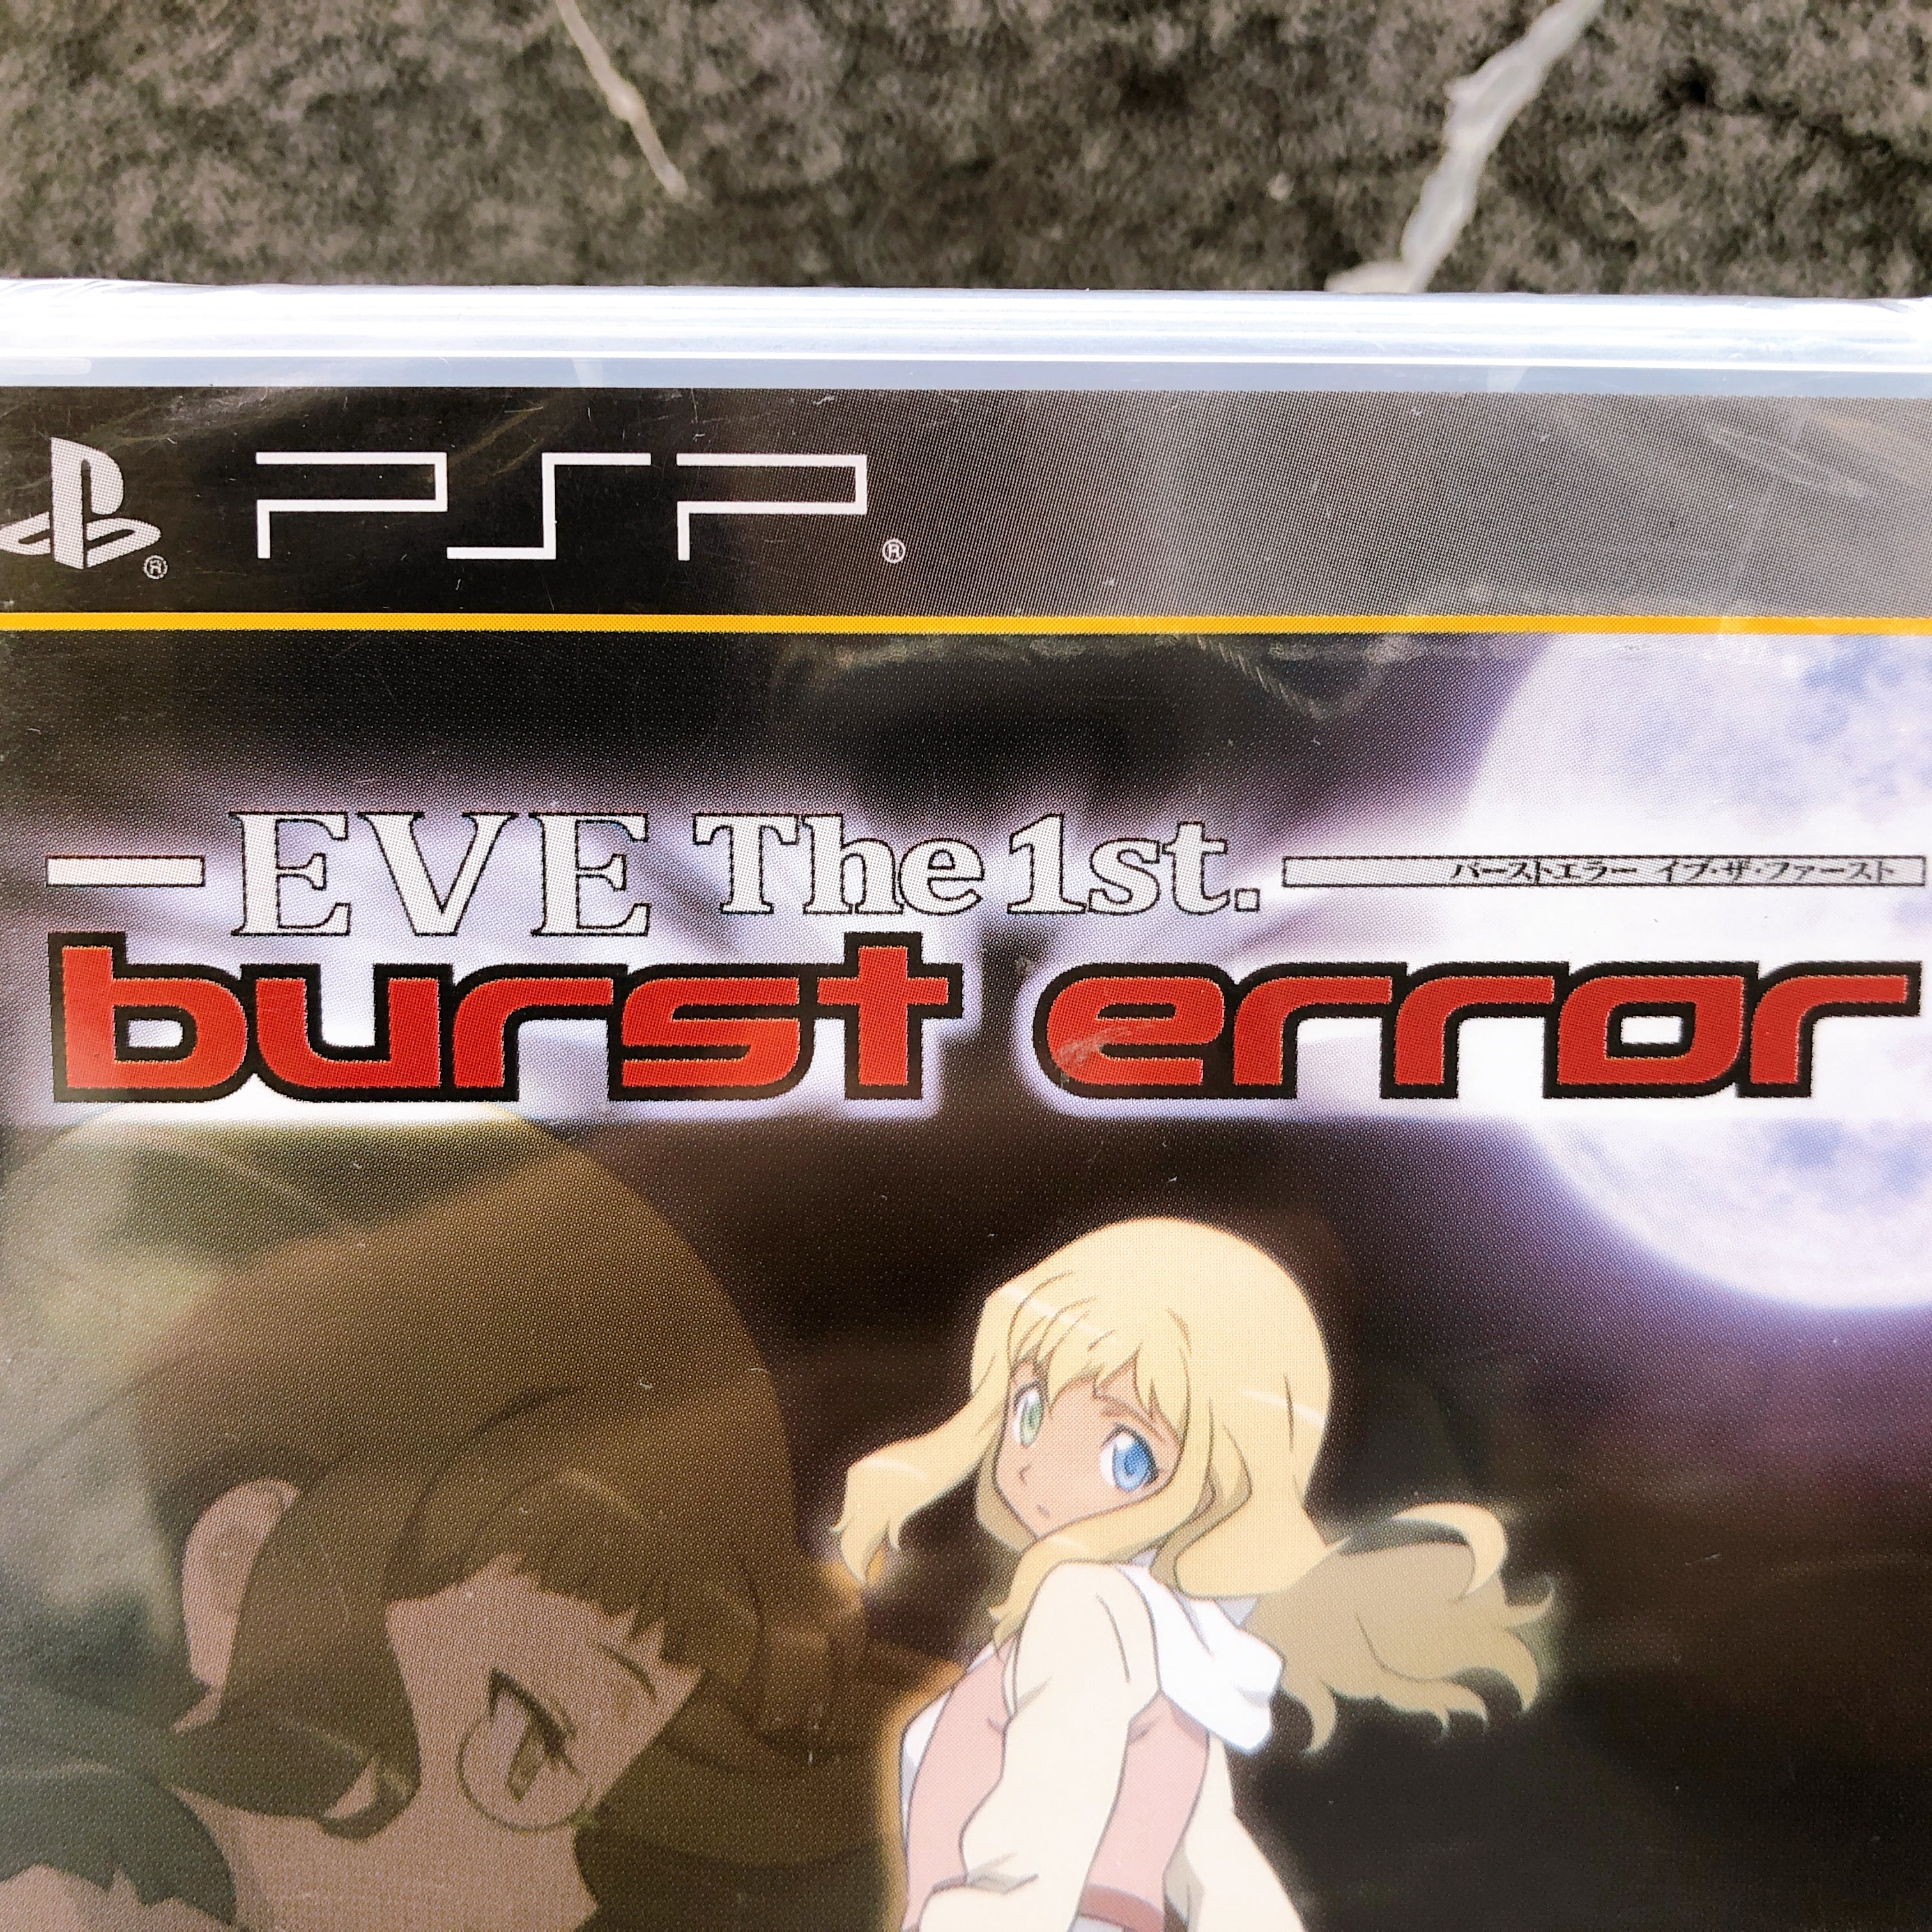 PSP®
EVE The 1st.
バーストエラー イブ・ザ・ファースト
burst error